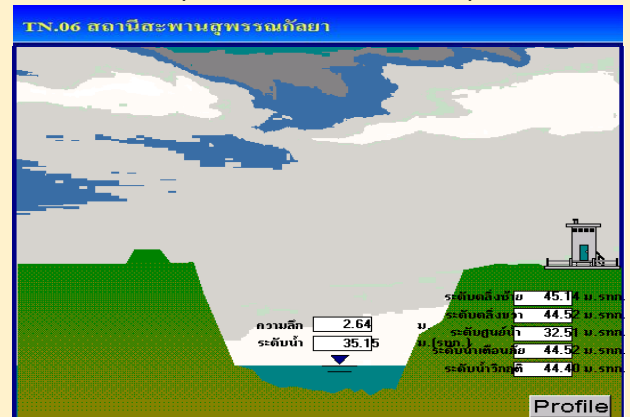 TN.06 สถานีสะพานสุพรรณกัลยา
ระดับตลิ่งซ้าย 45.14 ม.รทก.
ระดับตลิ่งขวา 44.52 ม.รทก.
ความลึก 2.64 ม.
ระดับศูนย์น้ำ 32.51 ม.รทก.
ระดับน้ำ 35.15 ม.(รทก.)
ระดับน้ำเตือนภัย 44.52 ม.รทก.
ระดับน้ำวิกฤติ 44.40 ม.รทก.
Profile